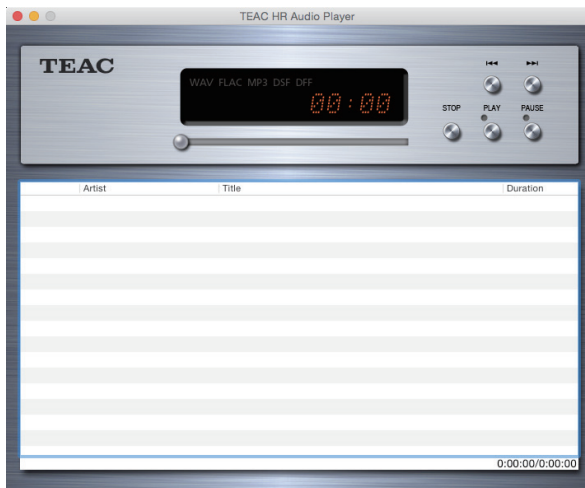 TEAC HR Audio Player
TEAC
WAV FLAC MP3 DSF DFF
00:00
STOP PLAY PAUSE
Artist Title Duration
0:00:00/0:00:00